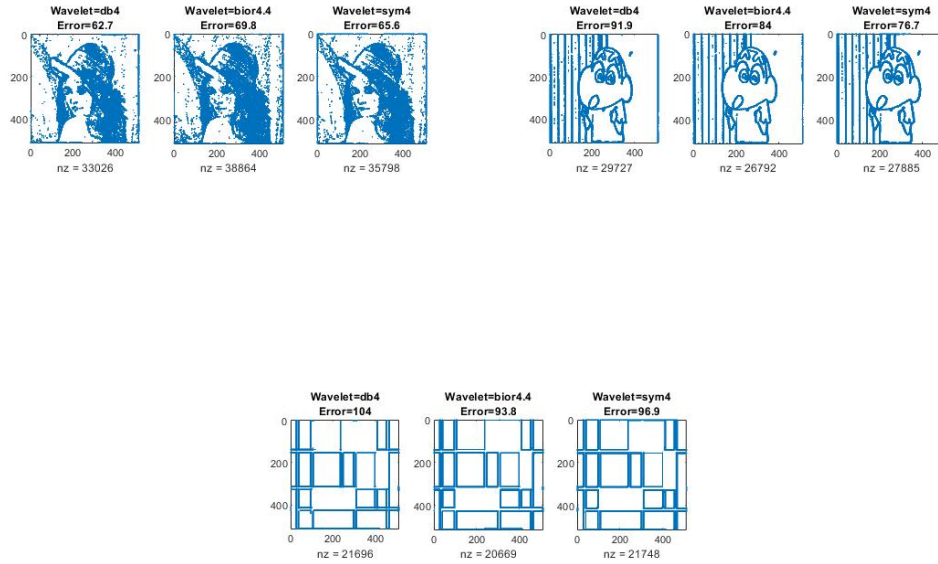 Wavelet=db4
Error=62.7
0
200
400
0
200
400
nz = 33026
Wavelet=bior4.4
Error=69.8
0
200
400
0
200
400
nz = 38864
Wavelet=sym4
Error=65.6
0
200
400
0
200
400
nz = 35798
Wavelet=db4
Error=91.9
0
200
400
0
200
400
nz = 29727
Wavelet=bior4.4
Error=84
0
200
400
0
200
400
nz = 26792
Wavelet=sym4
Error=76.7
0
200
400
0
200
400
nz = 27885
Wavelet=db4
Error=104
0
200
400
0
200
400
nz = 21696
Wavelet=bior4.4
Error=93.8
0
200
400
0
200
400
nz = 20669
Wavelet=sym4
Error=96.9
0
200
400
0
200
400
nz = 21748